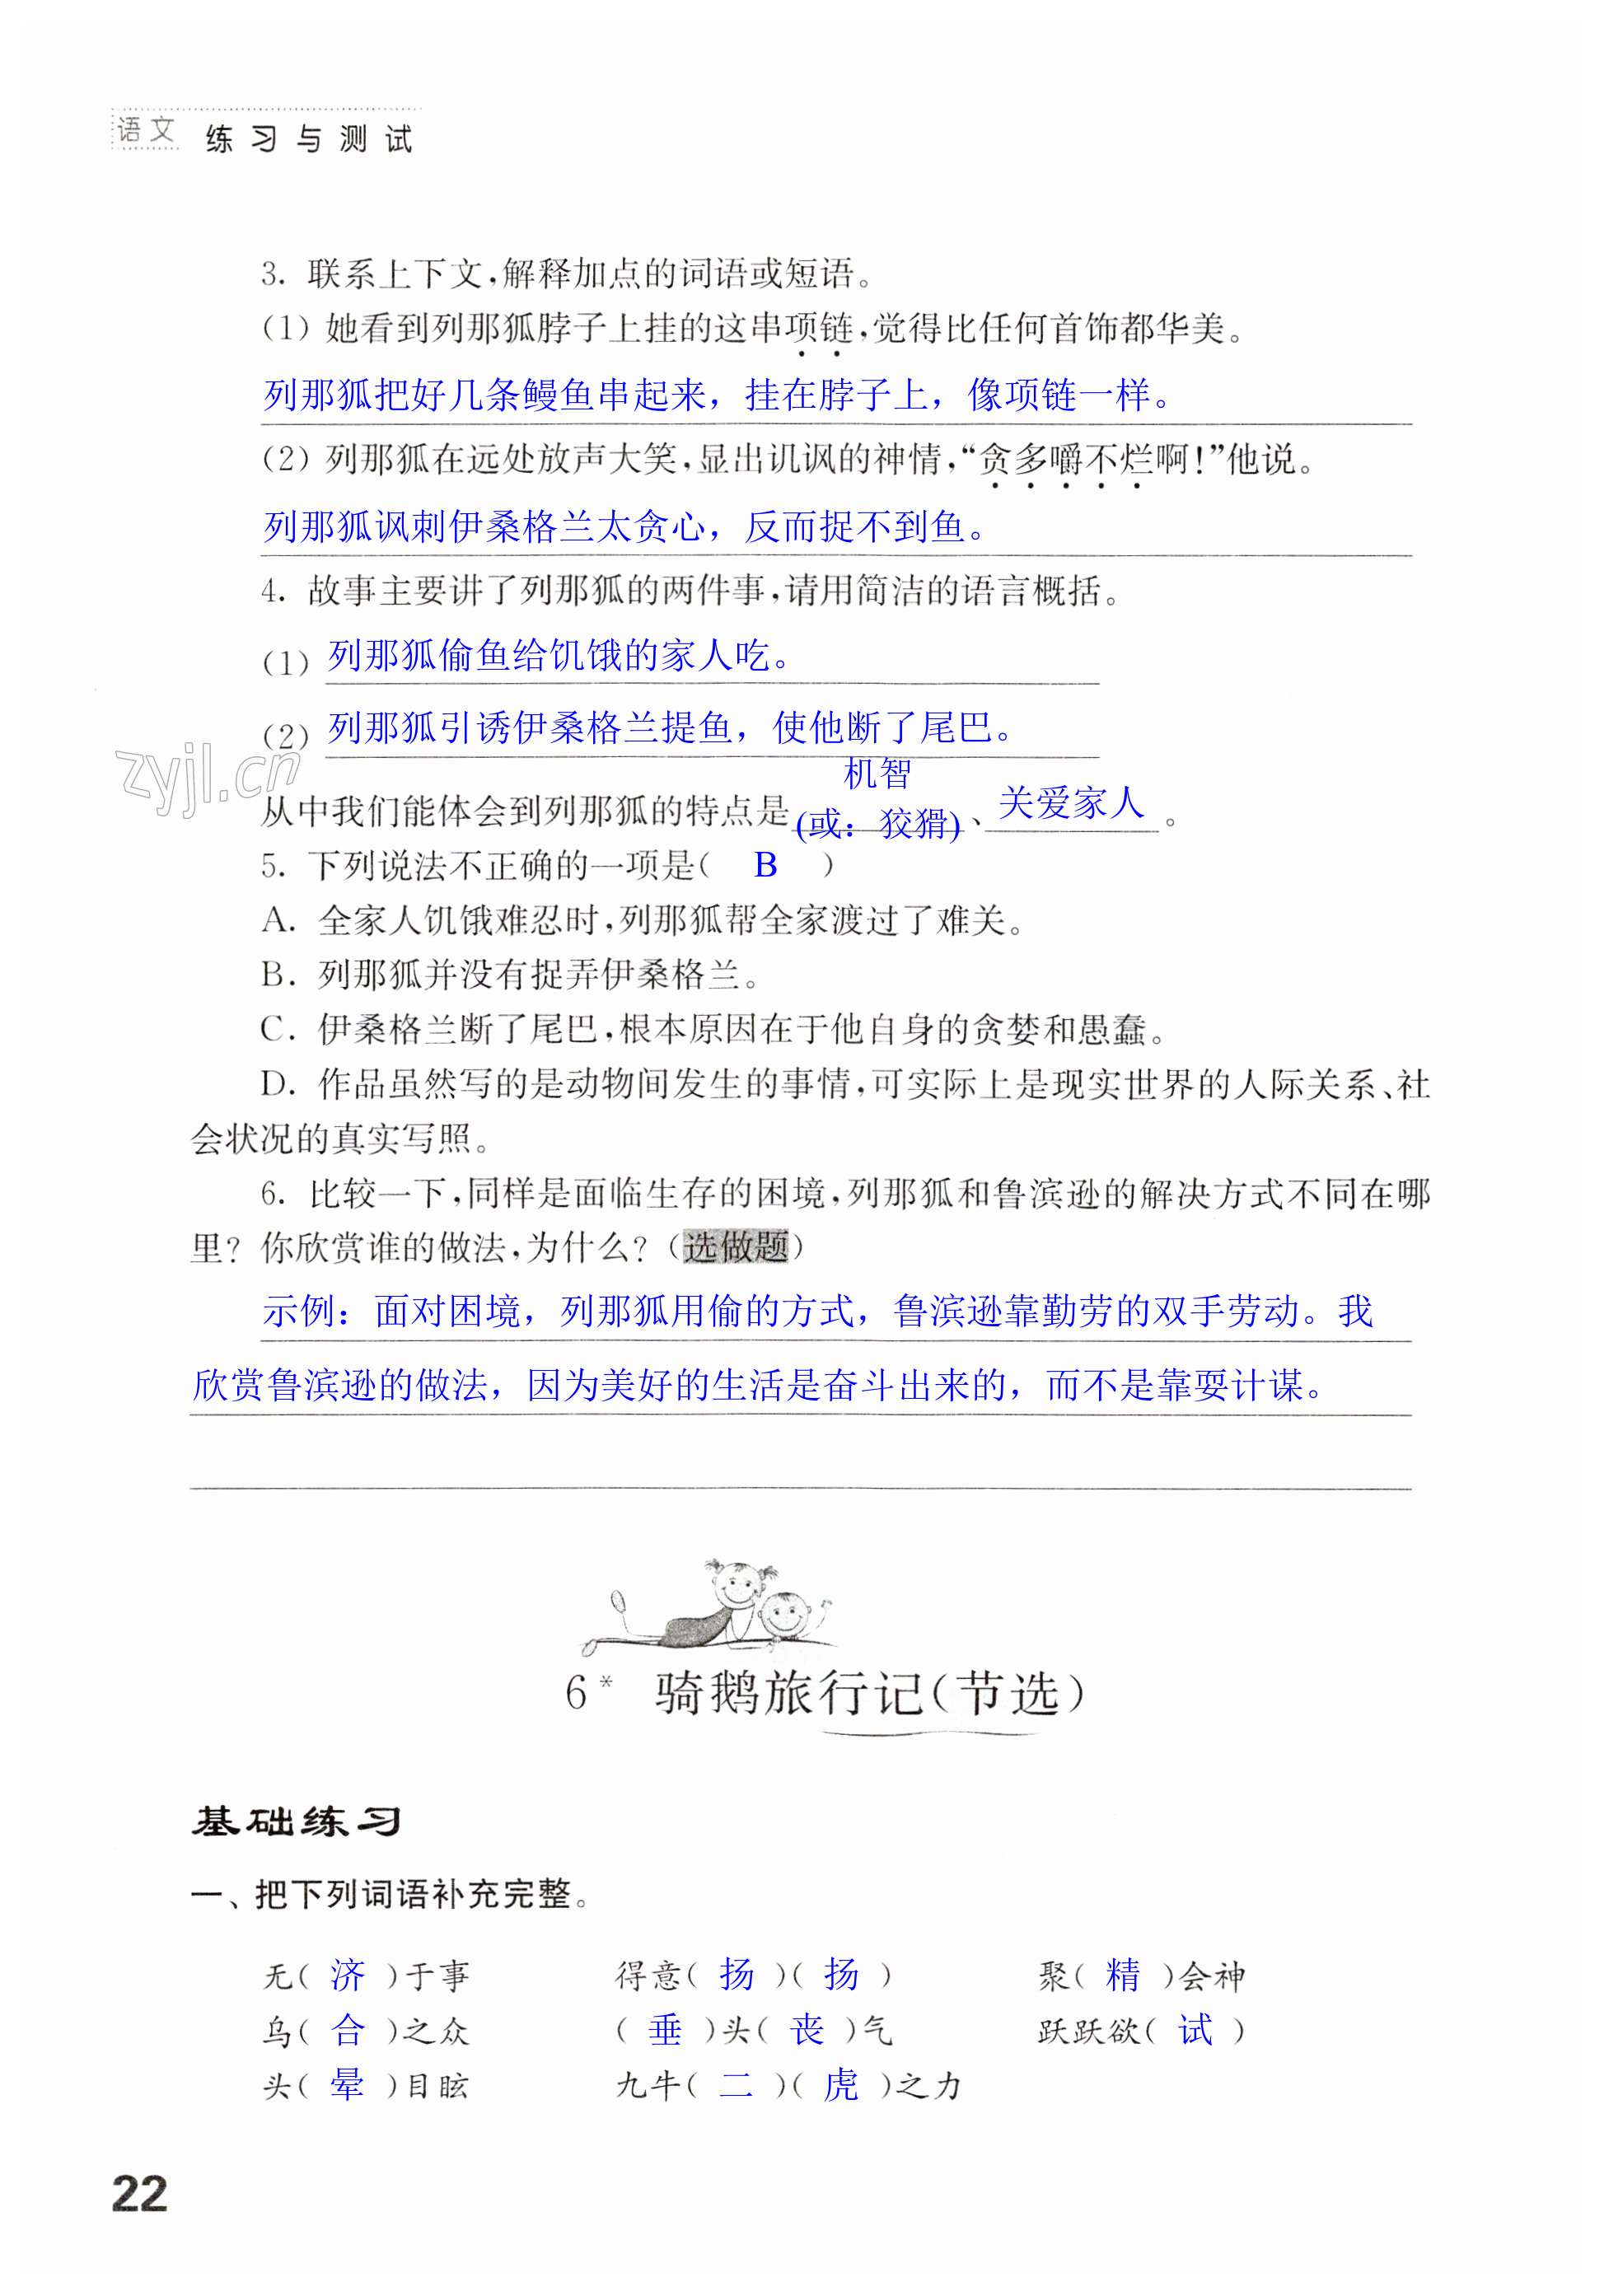 语文 练习与测试
3. 联系上下文,解释加点的词语或短语。
(1) 她看到列那狐脖子上挂的这串项链,觉得比任何首饰都华美。
列那狐把好几条鳗鱼串起来，挂在脖子上，像项链一样。
(2) 列那狐在远处放声大笑,显出讥讽的神情,“贪多嚼不烂啊!”他说。
列那狐讽刺伊桑格兰太贪心，反而捉不到鱼。
4. 故事主要讲了列那狐的两件事,请用简洁的语言概括。
(1) 列那狐偷鱼给饥饿的家人吃。
(2) 列那狐引诱伊桑格兰提鱼，使他断了尾巴。
zyjl.cn
机智
从中我们能体会到列那狐的特点是(或：狡猾)、关爱家人。
5. 下列说法不正确的一项是( B )
A. 全家人饥饿难忍时,列那狐帮全家渡过了难关。
B. 列那狐并没有捉弄伊桑格兰。
C. 伊桑格兰断了尾巴,根本原因在于他自身的贪婪和愚蠢。
D. 作品虽然写的是动物间发生的事情,可实际上是现实世界的人际关系、社
会状况的真实写照。
6. 比较一下,同样是面临生存的困境,列那狐和鲁滨逊的解决方式不同在哪
里? 你欣赏谁的做法,为什么? (选做题)
示例：面对困境，列那狐用偷的方式，鲁滨逊靠勤劳的双手劳动。我
欣赏鲁滨逊的做法，因为美好的生活是奋斗出来的，而不是靠耍计谋。
6* 骑鹅旅行记(节选)
基础练习
一、把下列词语补充完整。
无( 济 )于事 得意( 扬 )( 扬 ) 聚( 精 )会神
乌( 合 )之众 ( 垂 )头( 丧 )气 跃跃欲( 试 )
头( 晕 )目眩 九牛( 二 )( 虎 )之力
22